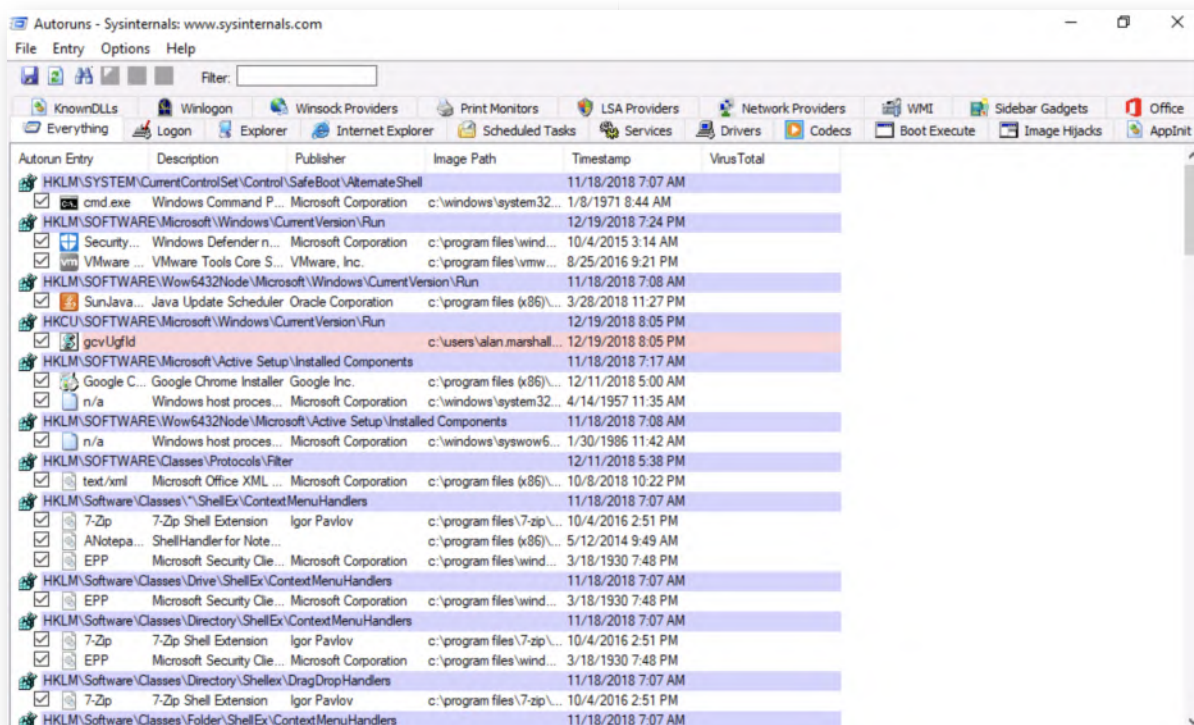 Autoruns - Sysinternals: www.sysinternals.com
File Entry Options Help
Filter:
KnownDLLs Winlogon Winsock Providers Print Monitors LSA Providers Network Providers WMI Sidebar Gadgets Office
Everything Logon Explorer Internet Explorer Scheduled Tasks Services Drivers Codecs Boot Execute Image Hijacks AppInit
Autorun Entry Description Publisher Image Path Timestamp VirusTotal
HKLM\SYSTEM\CurrentControlSet\Control\SafeBoot\AlternateShell 11/18/2018 7:07 AM
cmd.exe Windows Command P... Microsoft Corporation c:\windows\system32... 1/8/1971 8:44 AM
HKLM\SOFTWARE\Microsoft\Windows\CurrentVersion\Run 12/19/2018 7:24 PM
Security... Windows Defender n... Microsoft Corporation c:\program files\wind... 10/4/2015 3:14 AM
VMware ... VMware Tools Core S... VMware, Inc. c:\program files\vmw... 8/25/2016 9:21 PM
HKLM\SOFTWARE\Wow6432Node\Microsoft\Windows\CurrentVersion\Run 11/18/2018 7:08 AM
SunJava... Java Update Scheduler Oracle Corporation c:\program files (x86)\... 3/28/2018 11:27 PM
HKCU\SOFTWARE\Microsoft\Windows\CurrentVersion\Run 12/19/2018 8:05 PM
gcvUgfId c:\users\alan.marshall... 12/19/2018 8:05 PM
HKLM\SOFTWARE\Microsoft\Active Setup\Installed Components 11/18/2018 7:17 AM
Google C... Google Chrome Installer Google Inc. c:\program files (x86)\... 12/11/2018 5:00 AM
n/a Windows host proces... Microsoft Corporation c:\windows\system32... 4/14/1957 11:35 AM
HKLM\SOFTWARE\Wow6432Node\Microsoft\Active Setup\Installed Components 11/18/2018 7:08 AM
n/a Windows host proces... Microsoft Corporation c:\windows\syswow6... 1/30/1986 11:42 AM
HKLM\SOFTWARE\Classes\Protocols\Filter 12/11/2018 5:38 PM
text/xml Microsoft Office XML ... Microsoft Corporation c:\program files (x86)\... 10/8/2018 10:22 PM
HKLM\Software\Classes\*\ShellEx\ContextMenuHandlers 11/18/2018 7:07 AM
7-Zip 7-Zip Shell Extension Igor Pavlov c:\program files\7-zip\... 10/4/2016 2:51 PM
ANotepa... ShellHandler for Note... c:\program files (x86)\... 5/12/2014 9:49 AM
EPP Microsoft Security Clie... Microsoft Corporation c:\program files\wind... 3/18/1930 7:48 PM
HKLM\Software\Classes\Drive\ShellEx\ContextMenuHandlers 11/18/2018 7:07 AM
EPP Microsoft Security Clie... Microsoft Corporation c:\program files\wind... 3/18/1930 7:48 PM
HKLM\Software\Classes\Directory\ShellEx\ContextMenuHandlers 11/18/2018 7:07 AM
7-Zip 7-Zip Shell Extension Igor Pavlov c:\program files\7-zip\... 10/4/2016 2:51 PM
EPP Microsoft Security Clie... Microsoft Corporation c:\program files\wind... 3/18/1930 7:48 PM
HKLM\Software\Classes\Directory\Shellex\DragDropHandlers 11/18/2018 7:07 AM
7-Zip 7-Zip Shell Extension Igor Pavlov c:\program files\7-zip\... 10/4/2016 2:51 PM
HKLM\Software\Classes\Folder\ShellEx\ContextMenuHandlers 11/18/2018 7:07 AM